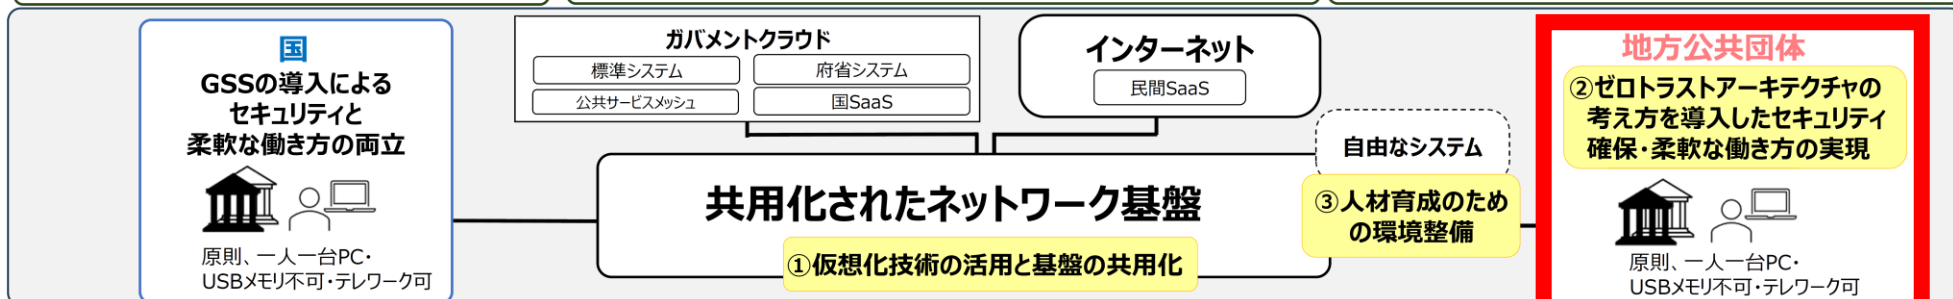 国
GSSの導入による
セキュリティと
柔軟な働き方の両立
原則、一人一台PC・
USBメモリ不可・テレワーク可
ガバメントクラウド
標準システム
府省システム
公共サービスメッシュ
国SaaS
インターネット
民間SaaS
共用化されたネットワーク基盤
①仮想化技術の活用と基盤の共用化
自由なシステム
③人材育成のため
の環境整備
地方公共団体
②ゼロトラストアーキテクチャの
考え方を導入したセキュリティ
確保・柔軟な働き方の実現
原則、一人一台PC・
USBメモリ不可・テレワーク可